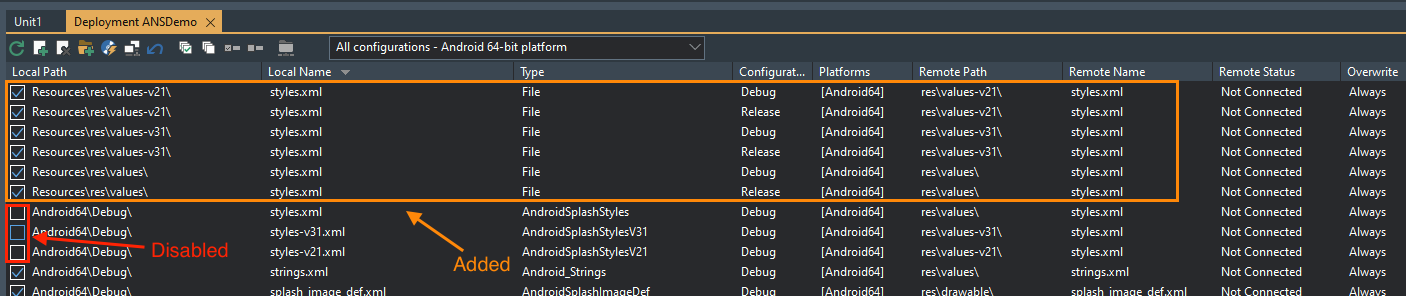 Unit1 Deployment ANSDemo
All configurations - Android 64-bit platform
Local Path Local Name Type Configurat... Platforms Remote Path Remote Name Remote Status Overwrite
Resources\res\values-v21\ styles.xml File Debug [Android64] res\values-v21\ styles.xml Not Connected Always
Resources\res\values-v21\ styles.xml File Release [Android64] res\values-v21\ styles.xml Not Connected Always
Resources\res\values-v31\ styles.xml File Debug [Android64] res\values-v31\ styles.xml Not Connected Always
Resources\res\values-v31\ styles.xml File Release [Android64] res\values-v31\ styles.xml Not Connected Always
Resources\res\values\ styles.xml File Debug [Android64] res\values\ styles.xml Not Connected Always
Resources\res\values\ styles.xml File Release [Android64] res\values\ styles.xml Not Connected Always
Android64\Debug\ styles.xml AndroidSplashStyles Debug [Android64] res\values\ styles.xml Not Connected Always
Android64\Debug\ styles-v31.xml AndroidSplashStylesV31 Debug [Android64] res\values-v31\ styles.xml Not Connected Always
Disabled
Android64\Debug\ styles-v21.xml AndroidSplashStylesV21 Debug [Android64] res\values-v21\ styles.xml Not Connected Always
Added
Android64\Debug\ strings.xml Android_Strings Debug [Android64] res\values\ strings.xml Not Connected Always
Android64\Debug\ splash_image_def.xml AndroidSplashImageDef Debug [Android64] res\drawable\ splash_image_def.xml Not Connected Always